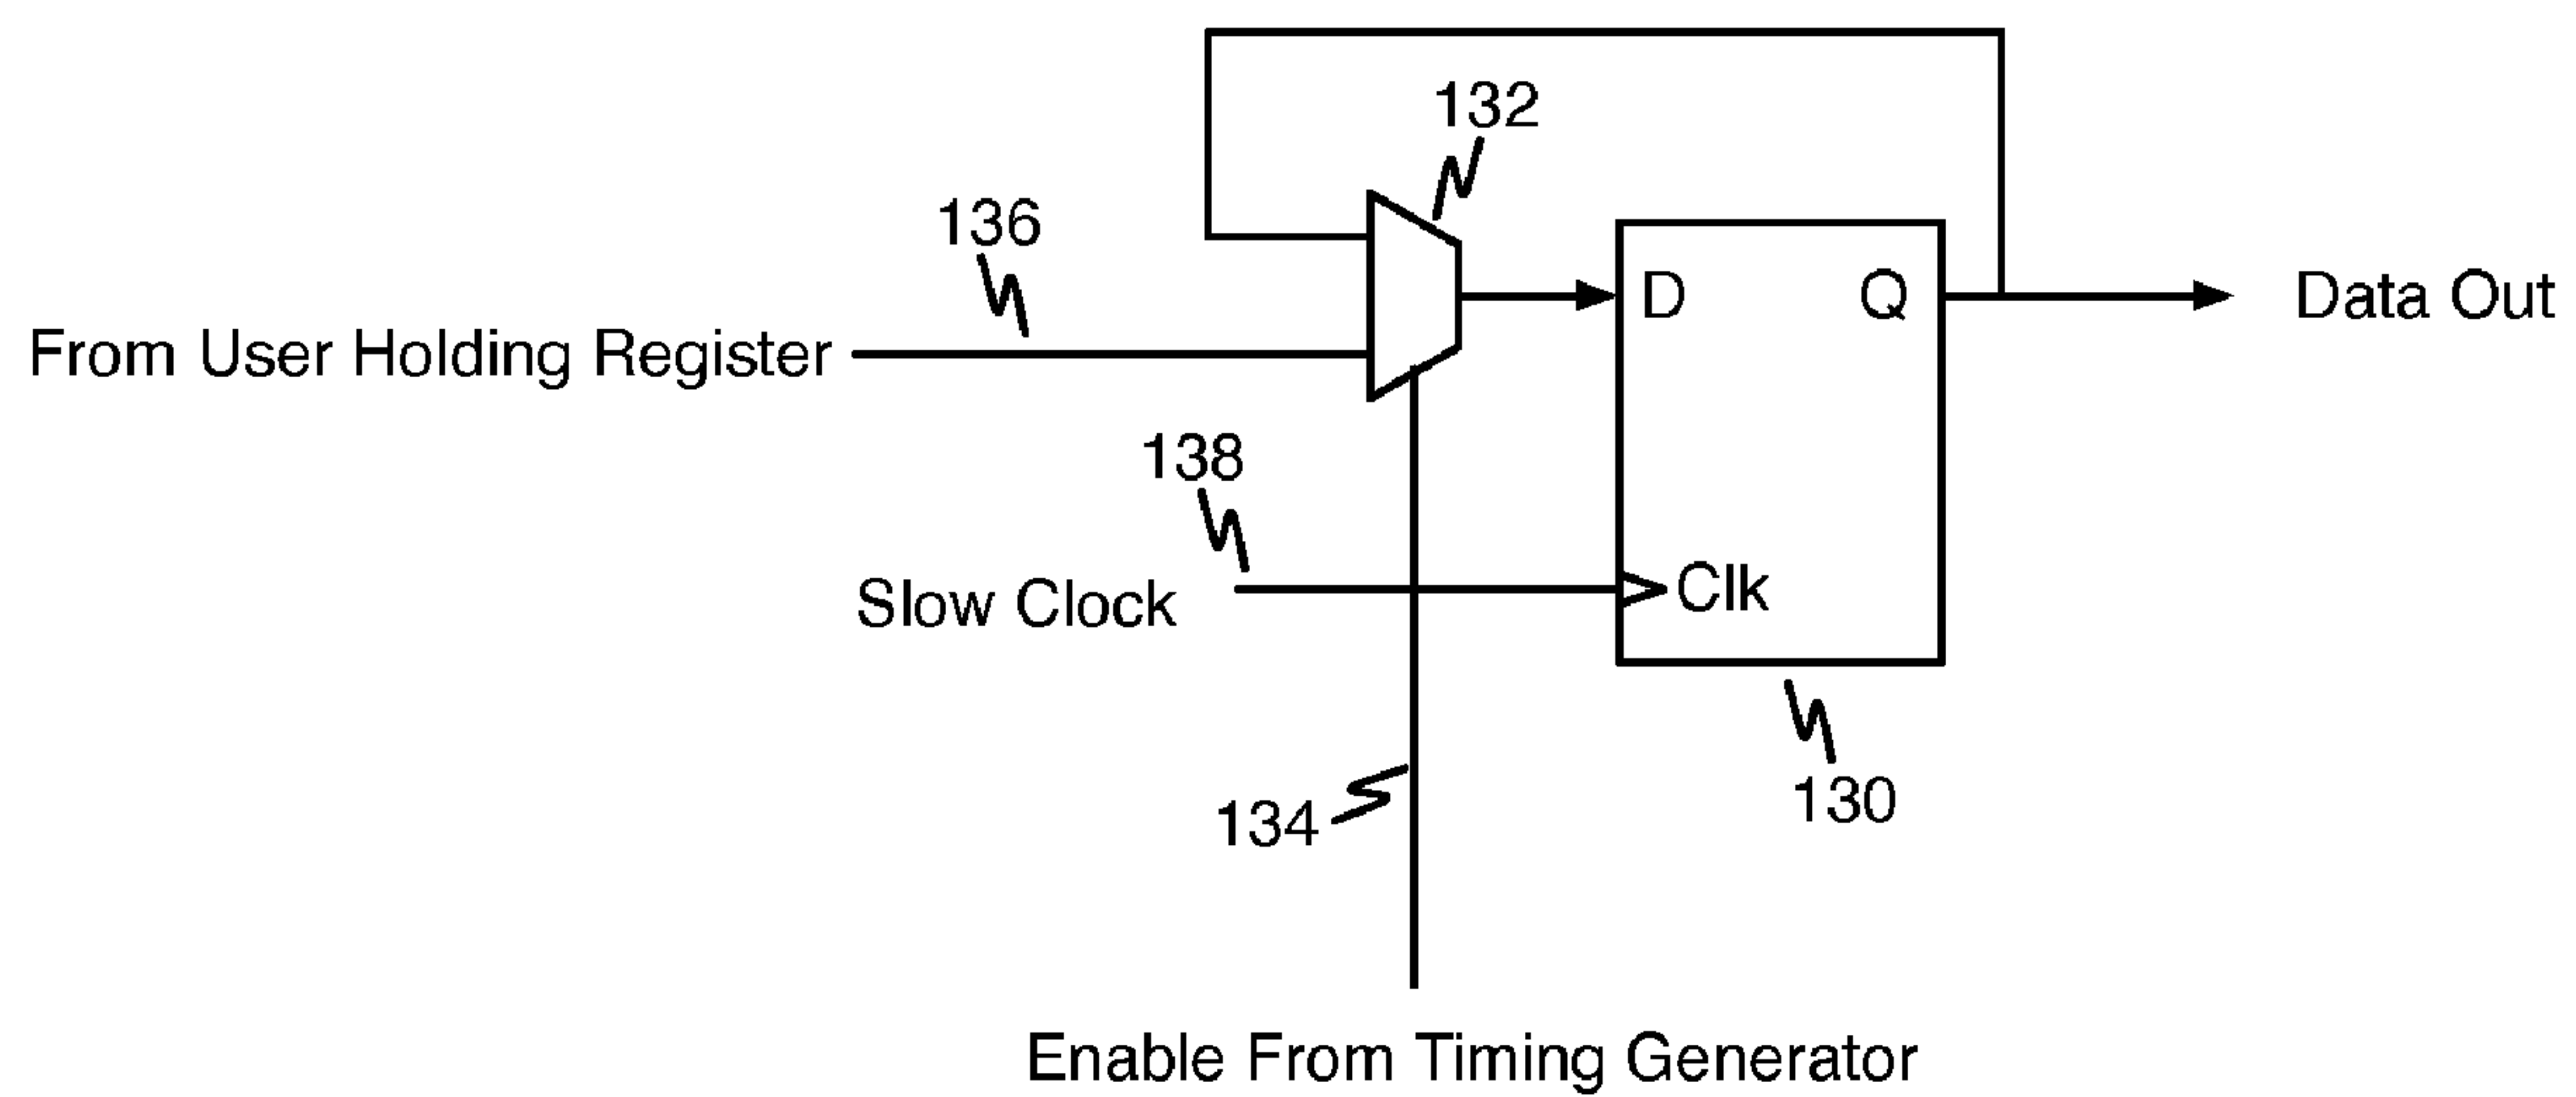 132
136
D
Q
Data Out
From User Holding Register
138
Slow Clock
Clk
134
130
Enable From Timing Generator